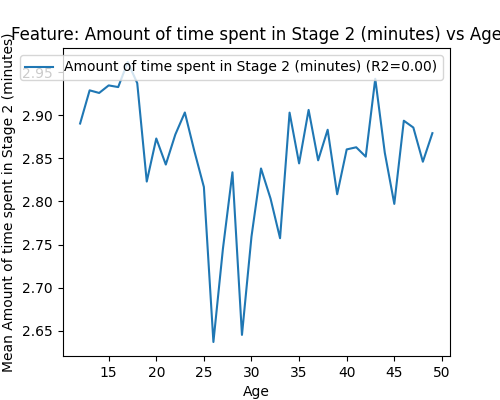 Feature: Amount of time spent in Stage 2 (minutes) vs Age
Amount of time spent in Stage 2 (minutes) (R2=0.00)
Mean Amount of time spent in Stage 2 (minutes)
2.95
2.90
2.85
2.80
2.75
2.70
2.65
15 20 25 30 35 40 45 50
Age